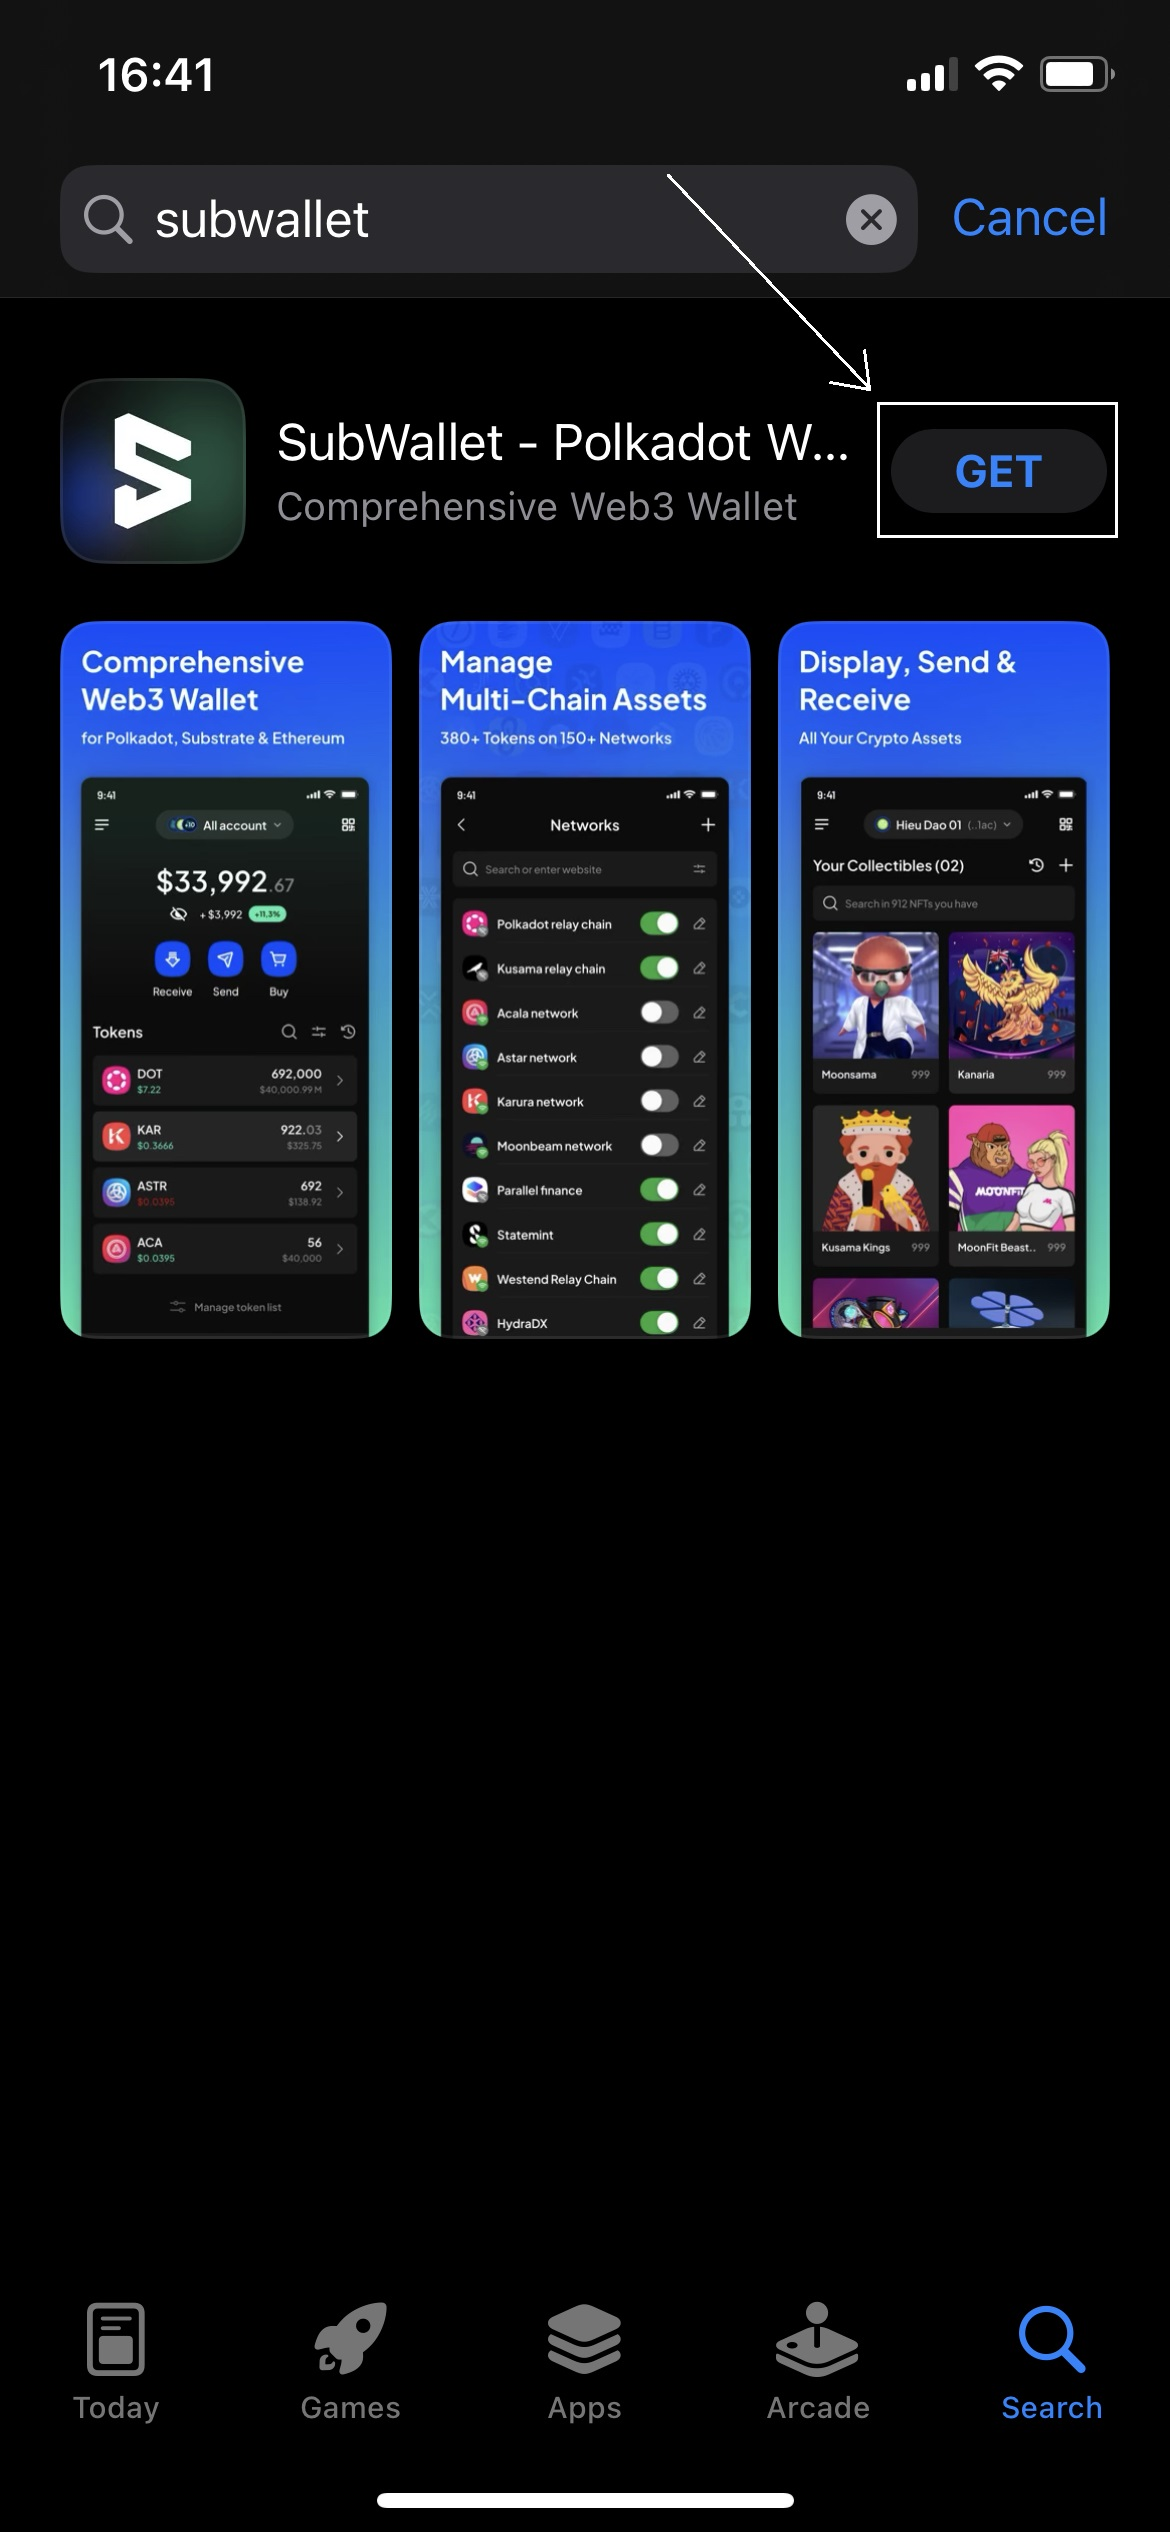 16:41
subwallet
Cancel
SubWallet - Polkadot W...
Comprehensive Web3 Wallet
GET
Comprehensive
Web3 Wallet
for Polkadot, Substrate & Ethereum
9:41
All account
$33,992.67
+ $3,992 +11.3%
Receive Send Buy
Tokens
DOT 692,000
$7.22 $40,000.99 M
KAR 922.03
$0.3666 $325.75
ASTR 692
$0.0395 $138.92
ACA 56
$0.0395 $40,000
Manage token list
Manage
Multi-Chain Assets
380+ Tokens on 150+ Networks
9:41
Networks
Search or enter website
Polkadot relay chain
Kusama relay chain
Acala network
Astar network
Karura network
Moonbeam network
Parallel finance
Statemint
Westend Relay Chain
HydraDX
Display, Send &
Receive
All Your Crypto Assets
9:41
Hieu Dao 01 (..1ac)
Your Collectibles (02)
Search in 912 NFTs you have
Moonsama 999
Kanaria 999
MOONFIT
Kusama Kings 999
MoonFit Beast.. 999
Today
Games
Apps
Arcade
Search